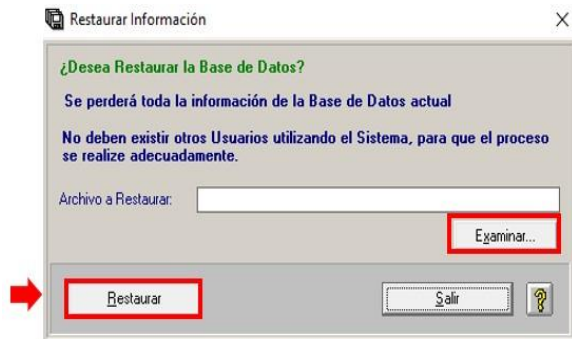 Restaurar Información
¿Desea Restaurar la Base de Datos?
Se perderá toda la información de la Base de Datos actual
No deben existir otros Usuarios utilizando el Sistema, para que el proceso
se realize adecuadamente.
Archivo a Restaurar:
Examinar...
Restaurar
Salir
?